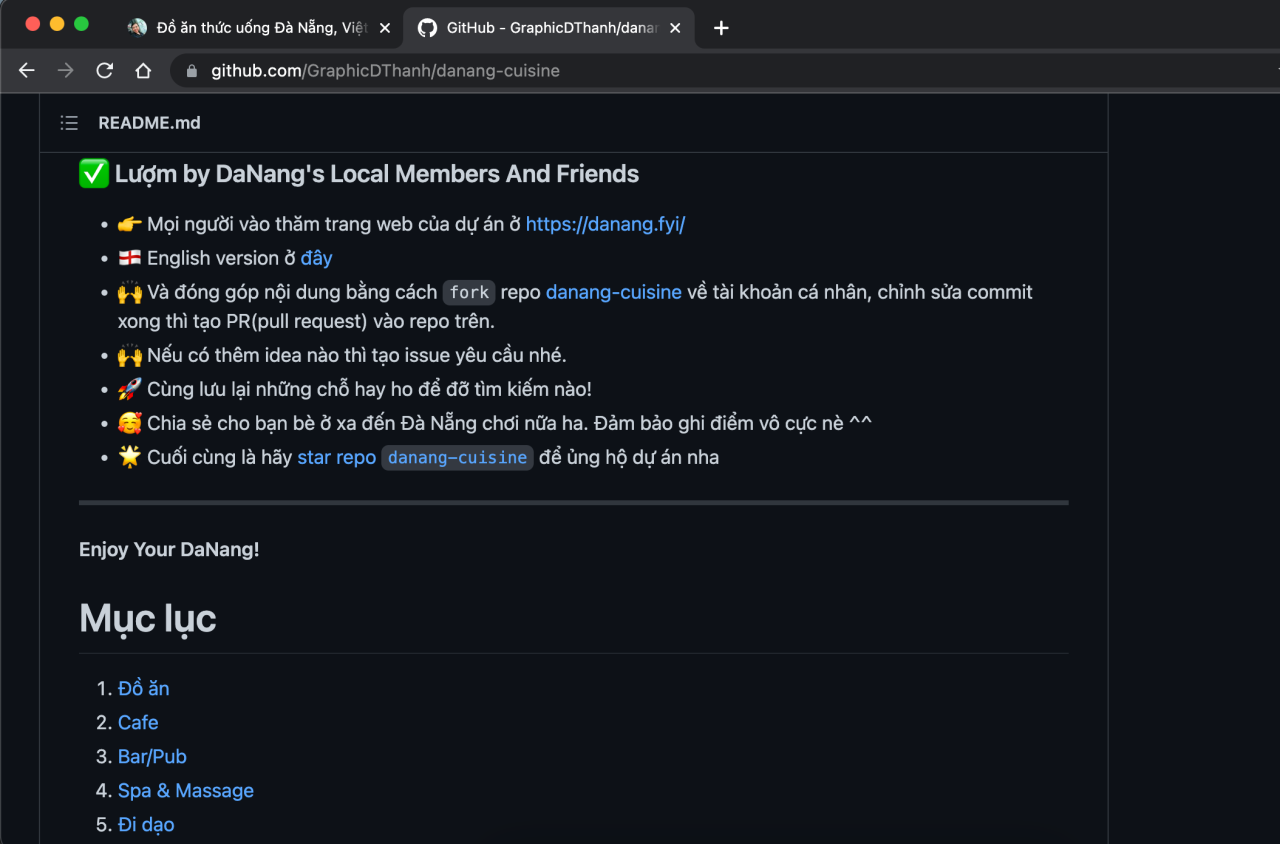 Đồ ăn thức uống Đà Nẵng, Việt
GitHub - GraphicDThanh/danan
github.com/GraphicDThanh/danang-cuisine
README.md
✅ Lượm by DaNang's Local Members And Friends
• 👉 Mọi người vào thăm trang web của dự án ở https://danang.fyi/
• 🏴󠁧󠁢󠁥󠁮󠁧󠁿 English version ở đây
• 🙌 Và đóng góp nội dung bằng cách fork repo danang-cuisine về tài khoản cá nhân, chỉnh sửa commit
xong thì tạo PR(pull request) vào repo trên.
• 🙌 Nếu có thêm idea nào thì tạo issue yêu cầu nhé.
• 🚀 Cùng lưu lại những chỗ hay ho để đỡ tìm kiếm nào!
• 🥰 Chia sẻ cho bạn bè ở xa đến Đà Nẵng chơi nữa ha. Đảm bảo ghi điểm vô cực nè ^^
• 🌟 Cuối cùng là hãy star repo danang-cuisine để ủng hộ dự án nha
Enjoy Your DaNang!
Mục lục
1. Đồ ăn
2. Cafe
3. Bar/Pub
4. Spa & Massage
5. Đi dạo